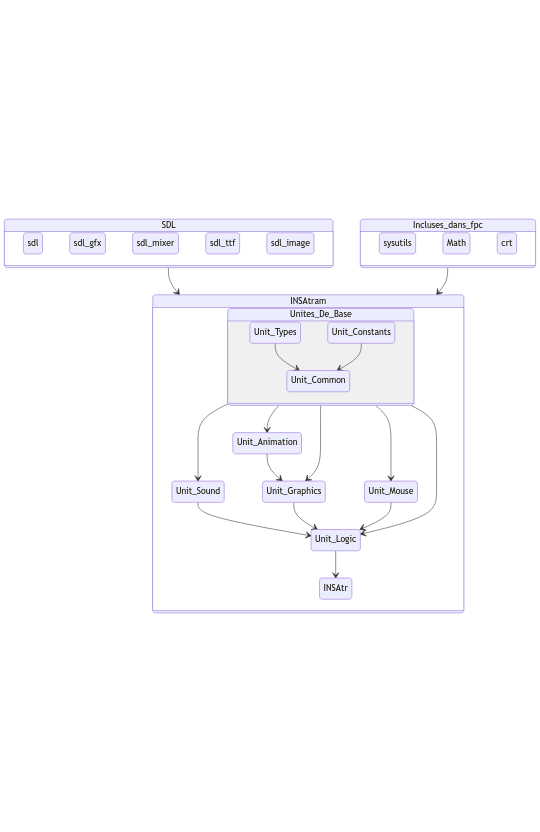 SDL
Incluses_dans_fpc
sdl
sdl_gfx
sdl_mixer
sdl_ttf
sdl_image
sysutils
Math
crt
INSAtram
Unites_De_Base
Unit_Types
Unit_Constants
Unit_Common
Unit_Animation
Unit_Sound
Unit_Graphics
Unit_Mouse
Unit_Logic
INSAtr